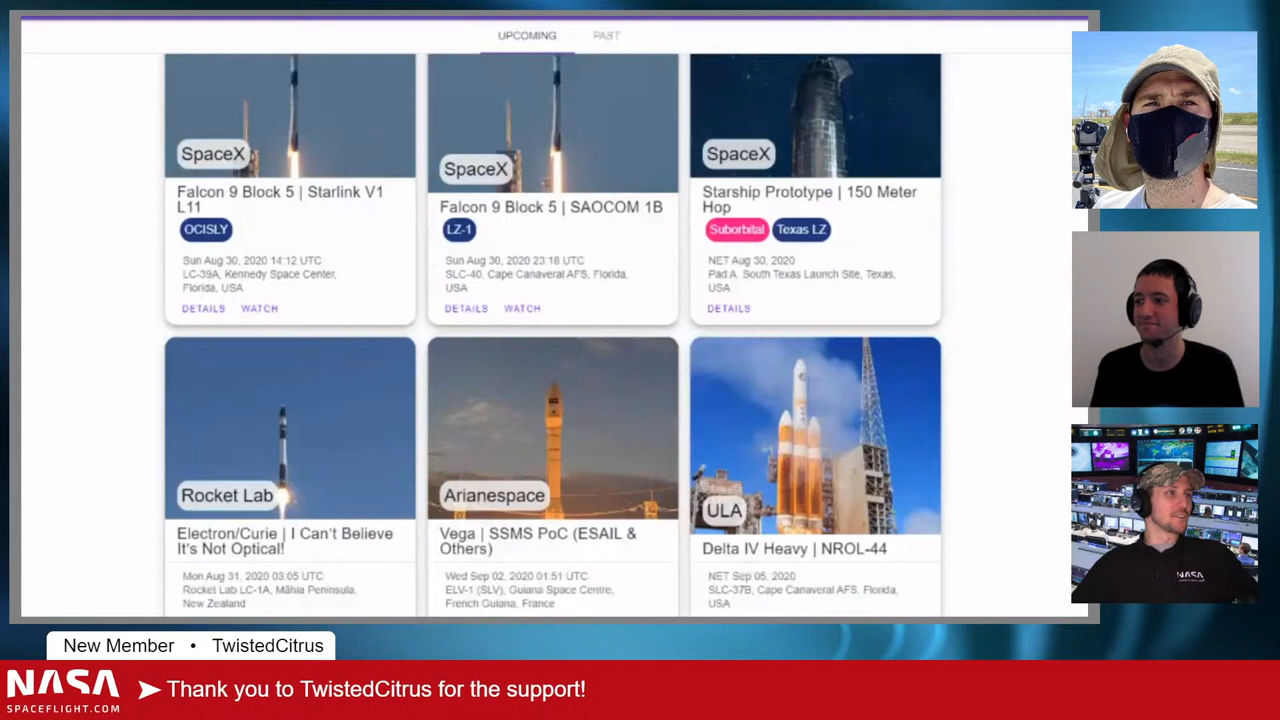 UPCOMING PAST
SpaceX
Falcon 9 Block 5 | Starlink V1
L11
OCISLY
Sun Aug 30, 2020 14:12 UTC
LC-39A, Kennedy Space Center,
Florida, USA
DETAILS WATCH
SpaceX
Falcon 9 Block 5 | SAOCOM 1B
LZ-1
Sun Aug 30, 2020 23:18 UTC
SLC-40, Cape Canaveral AFS, Florida,
USA
DETAILS WATCH
SpaceX
Starship Prototype | 150 Meter
Hop
Suborbital Texas LZ
NET Aug 30, 2020
Pad A, South Texas Launch Site, Texas,
USA
DETAILS
Rocket Lab
Electron/Curie | I Can't Believe
It's Not Optical!
Mon Aug 31, 2020 03:05 UTC
Rocket Lab LC-1A, Māhia Peninsula,
New Zealand
Arianespace
Vega | SSMS PoC (ESAIL &
Others)
Wed Sep 02, 2020 01:51 UTC
ELV-1 (SLV), Guiana Space Centre,
French Guiana, France
ULA
Delta IV Heavy | NROL-44
NET Sep 05, 2020
SLC-37B, Cape Canaveral AFS, Florida,
USA
NASA
New Member • TwistedCitrus
NASA
SPACEFLIGHT.COM
Thank you to TwistedCitrus for the support!